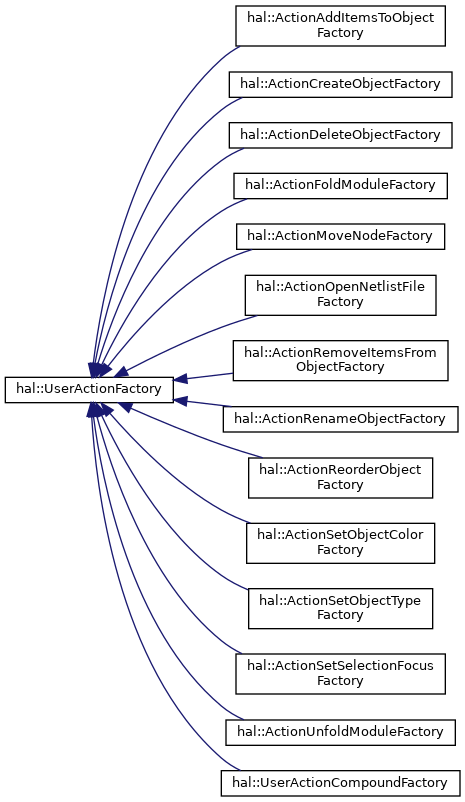 hal::ActionAddItemsToObject
Factory
hal::ActionCreateObjectFactory
hal::ActionDeleteObjectFactory
hal::ActionFoldModuleFactory
hal::ActionMoveNodeFactory
hal::ActionOpenNetlistFile
Factory
hal::ActionRemoveItemsFrom
ObjectFactory
hal::UserActionFactory
hal::ActionRenameObjectFactory
hal::ActionReorderObject
Factory
hal::ActionSetObjectColor
Factory
hal::ActionSetObjectType
Factory
hal::ActionSetSelectionFocus
Factory
hal::ActionUnfoldModuleFactory
hal::UserActionCompoundFactory